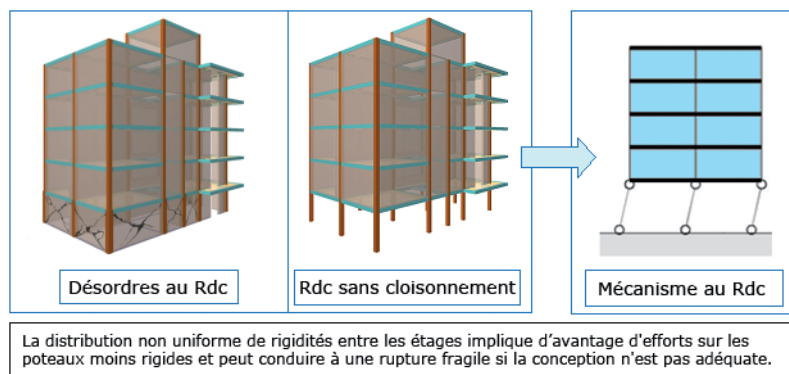 Désordres au Rdc
Rdc sans cloisonnement
Mécanisme au Rdc
La distribution non uniforme de rigidités entre les étages implique d'avantage d'efforts sur les
poteaux moins rigides et peut conduire à une rupture fragile si la conception n'est pas adéquate.